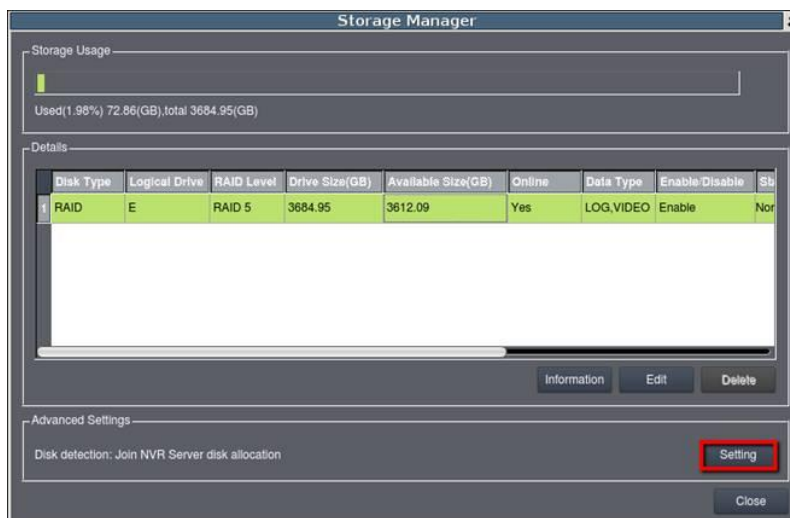 Storage Manager
Storage Usage
Used(1.98%) 72.86(GB),total 3684.95(GB)
Details
Disk Type Logical Drive RAID Level Drive Size(GB) Available Size(GB) Online Data Type Enable/Disable
1 RAID E RAID 5 3684.95 3612.09 Yes LOG,VIDEO Enable Nor
Information Edit Delete
Advanced Settings
Disk detection: Join NVR Server disk allocation
Setting
Close